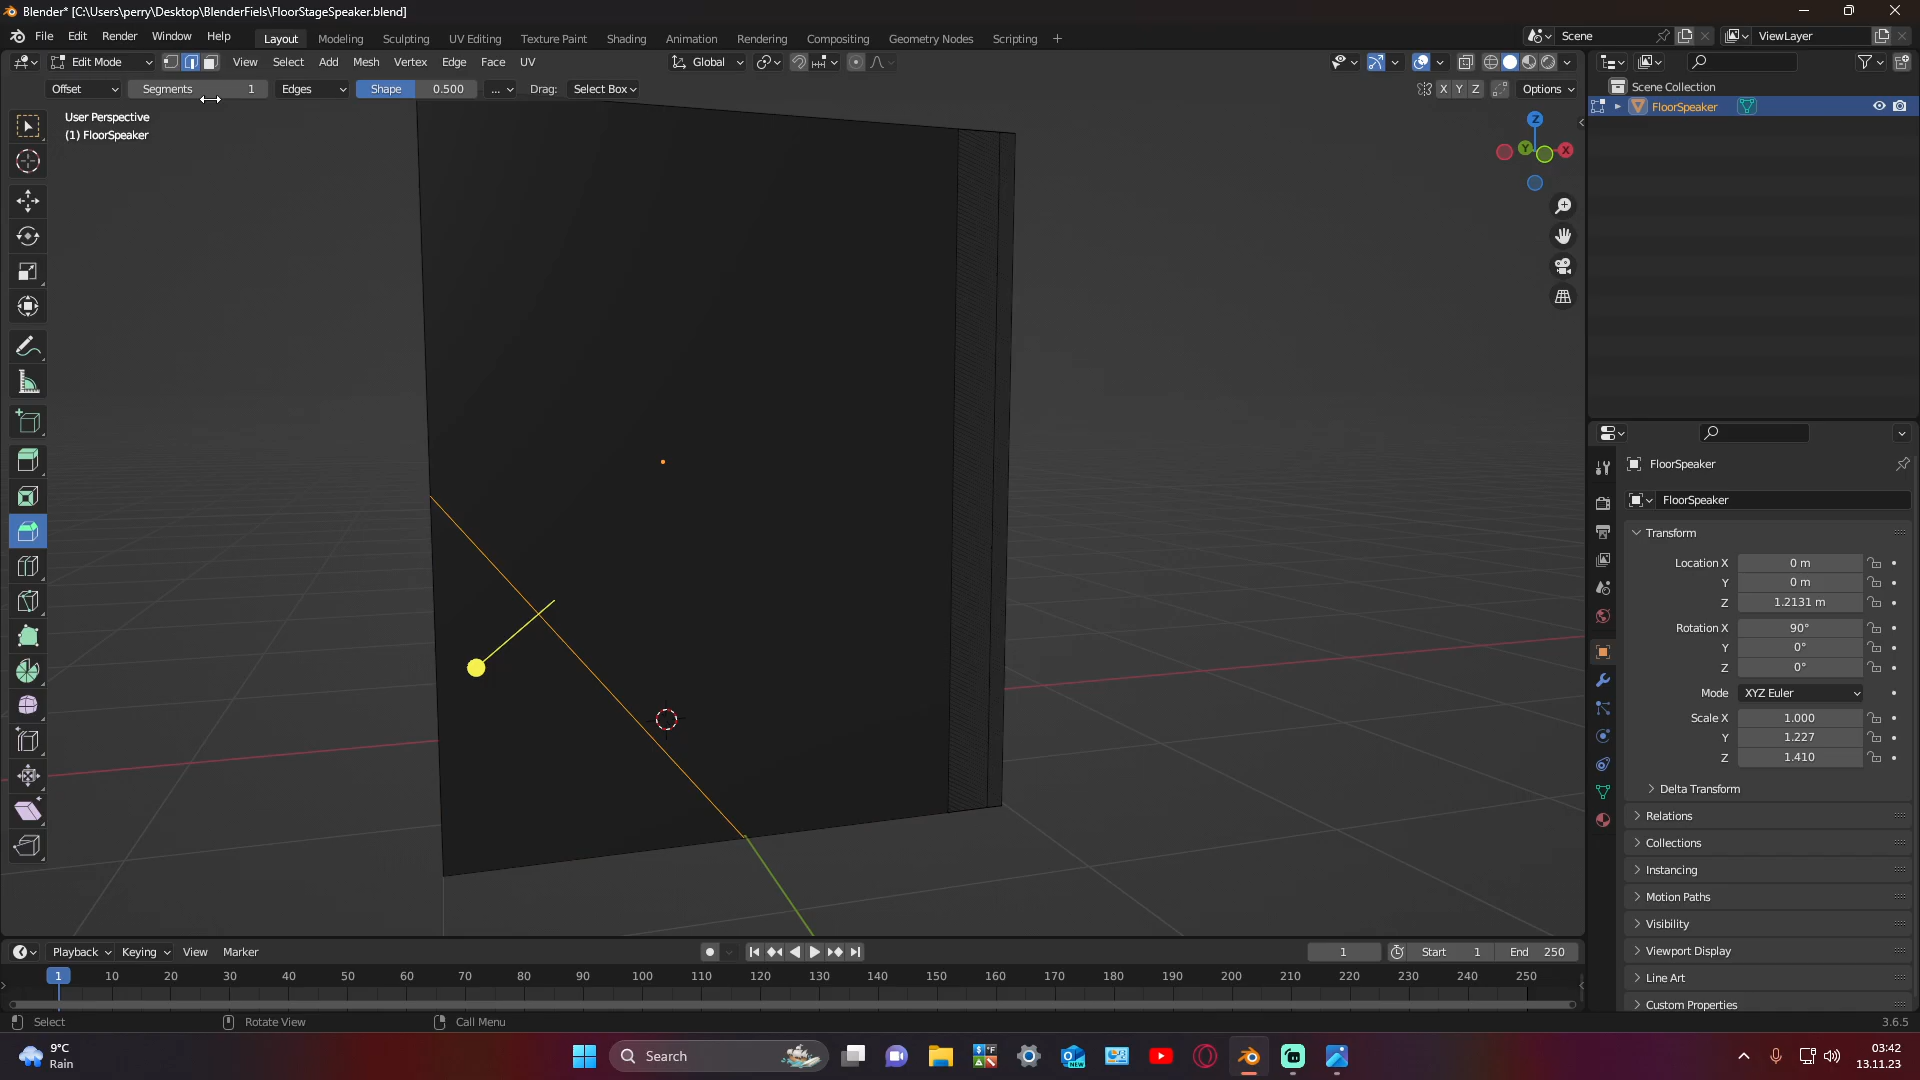 Blender* [C:\Users\perry\Desktop\BlenderFiels\FloorStageSpeaker.blend]
File Edit Render Window Help Layout Modeling Sculpting UV Editing Texture Paint Shading Animation Rendering Compositing Geometry Nodes Scripting + Scene ViewLayer
Edit Mode View Select Add Mesh Vertex Edge Face UV Global
Offset Segments 1 Edges Shape 0.500 ... Drag: Select Box X Y Z Options
Scene Collection
FloorSpeaker
User Perspective
(1) FloorSpeaker
Z
Y X
FloorSpeaker
FloorSpeaker
Transform
Location X 0 m
Y 0 m
Z 1.2131 m
Rotation X 90°
Y 0°
Z 0°
Mode XYZ Euler
Scale X 1.000
Y 1.227
Z 1.410
Delta Transform
Relations
Collections
Instancing
Motion Paths
Visibility
Viewport Display
Line Art
Custom Properties
Playback Keying View Marker 1 Start 1 End 250
1 10 20 30 40 50 60 70 80 90 100 110 120 130 140 150 160 170 180 190 200 210 220 230 240 250
Select Rotate View Call Menu 3.6.5
9°C
Rain
Search
NEW
03:42
13.11.23